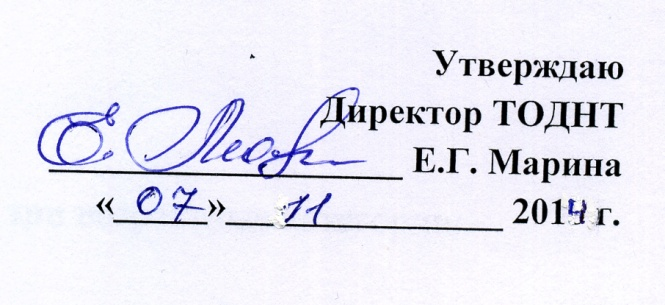 Утверждаю
Директор ТОДНТ
Е.Г. Марина
«07» 11 2014 г.